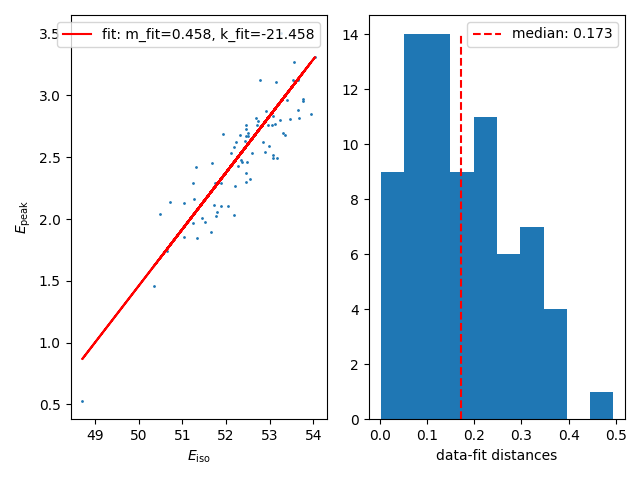 fit: m_fit=0.458, k_fit=-21.458
3.5
3.0
2.5
2.0
1.5
1.0
0.5
E_peak
49 50 51 52 53 54
E_iso
median: 0.173
14
12
10
8
6
4
2
0
0.0 0.1 0.2 0.3 0.4 0.5
data-fit distances